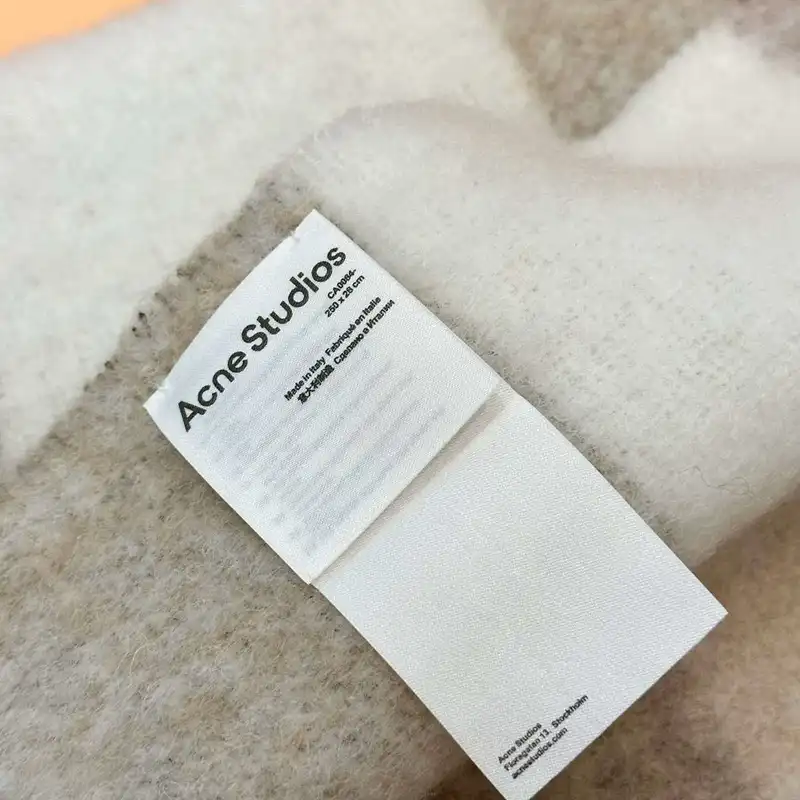 Acne Studios
CA0084-
250 x 28 cm
Made in Italy Fabriqué en Italie
意大利制造 Сделано в Италии
Acne Studios
Floragatan 13, Stockholm
acnestudios.com